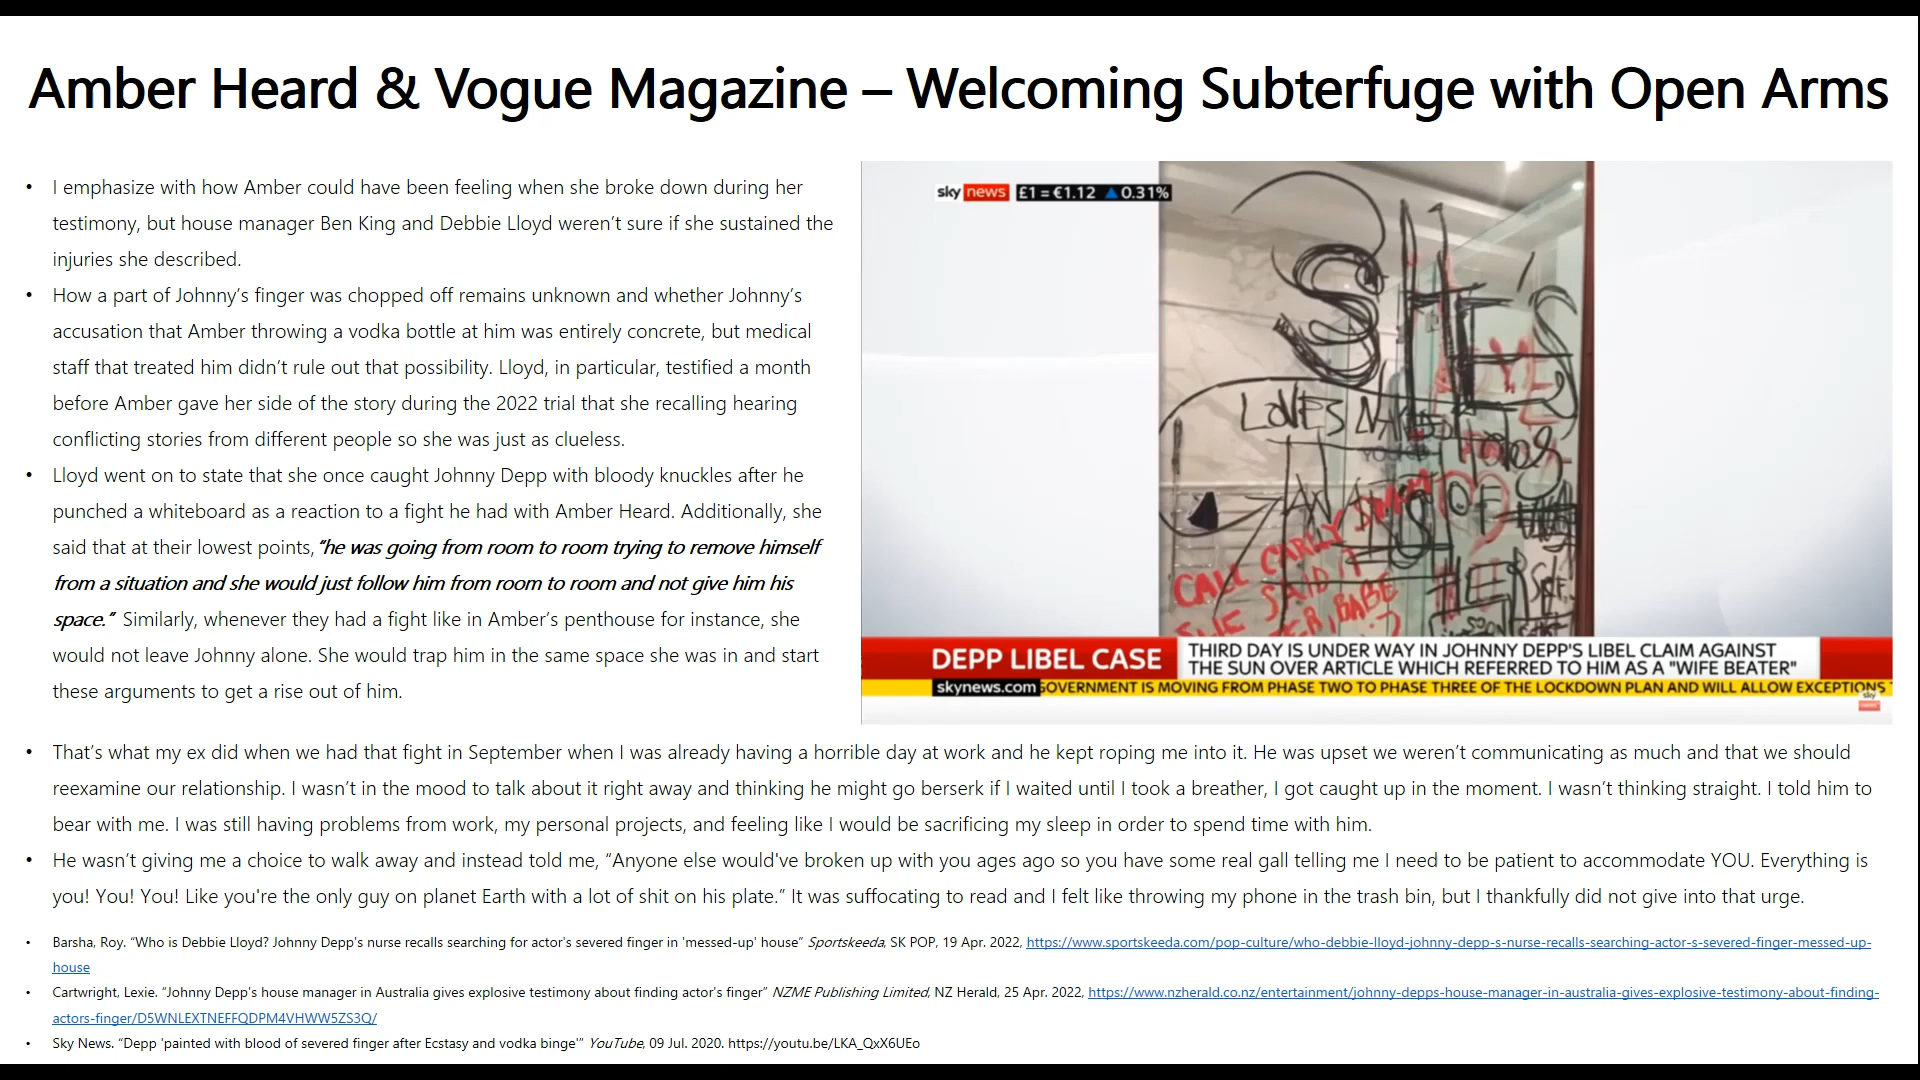 Amber Heard & Vogue Magazine – Welcoming Subterfuge with Open Arms
• I emphasize with how Amber could have been feeling when she broke down during her
testimony, but house manager Ben King and Debbie Lloyd weren’t sure if she sustained the
injuries she described.
• How a part of Johnny’s finger was chopped off remains unknown and whether Johnny’s
accusation that Amber throwing a vodka bottle at him was entirely concrete, but medical
staff that treated him didn’t rule out that possibility. Lloyd, in particular, testified a month
before Amber gave her side of the story during the 2022 trial that she recalling hearing
conflicting stories from different people so she was just as clueless.
• Lloyd went on to state that she once caught Johnny Depp with bloody knuckles after he
punched a whiteboard as a reaction to a fight he had with Amber Heard. Additionally, she
said that at their lowest points, “he was going from room to room trying to remove himself
from a situation and she would just follow him from room to room and not give him his
space.” Similarly, whenever they had a fight like in Amber’s penthouse for instance, she
would not leave Johnny alone. She would trap him in the same space she was in and start
these arguments to get a rise out of him.
sky news £1 = €1.12 ▲ 0.31%
SHE'S
LOVES
CALL CARLY
SHE SAID IT
BABE
DEPP LIBEL CASE
THIRD DAY IS UNDER WAY IN JOHNNY DEPP'S LIBEL CLAIM AGAINST
THE SUN OVER ARTICLE WHICH REFERRED TO HIM AS A "WIFE BEATER"
skynews.com GOVERNMENT IS MOVING FROM PHASE TWO TO PHASE THREE OF THE LOCKDOWN PLAN AND WILL ALLOW EXCEPTIONS
sky
• That’s what my ex did when we had that fight in September when I was already having a horrible day at work and he kept roping me into it. He was upset we weren’t communicating as much and that we should
reexamine our relationship. I wasn’t in the mood to talk about it right away and thinking he might go berserk if I waited until I took a breather, I got caught up in the moment. I wasn’t thinking straight. I told him to
bear with me. I was still having problems from work, my personal projects, and feeling like I would be sacrificing my sleep in order to spend time with him.
• He wasn’t giving me a choice to walk away and instead told me, “Anyone else would've broken up with you ages ago so you have some real gall telling me I need to be patient to accommodate YOU. Everything is
you! You! You! Like you're the only guy on planet Earth with a lot of shit on his plate.” It was suffocating to read and I felt like throwing my phone in the trash bin, but I thankfully did not give into that urge.
• Barsha, Roy. “Who is Debbie Lloyd? Johnny Depp's nurse recalls searching for actor's severed finger in 'messed-up' house” Sportskeeda, SK POP, 19 Apr. 2022, https://www.sportskeeda.com/pop-culture/who-debbie-lloyd-johnny-depp-s-nurse-recalls-searching-actor-s-severed-finger-messed-up-
house
• Cartwright, Lexie. “Johnny Depp's house manager in Australia gives explosive testimony about finding actor's finger” NZME Publishing Limited, NZ Herald, 25 Apr. 2022, https://www.nzherald.co.nz/entertainment/johnny-depps-house-manager-in-australia-gives-explosive-testimony-about-finding-
actors-finger/D5WNLEXTNEFFQDPM4VHWW5ZS3Q/
• Sky News. “Depp 'painted with blood of severed finger after Ecstasy and vodka binge'” YouTube, 09 Jul. 2020. https://youtu.be/LKA_QxX6UEo